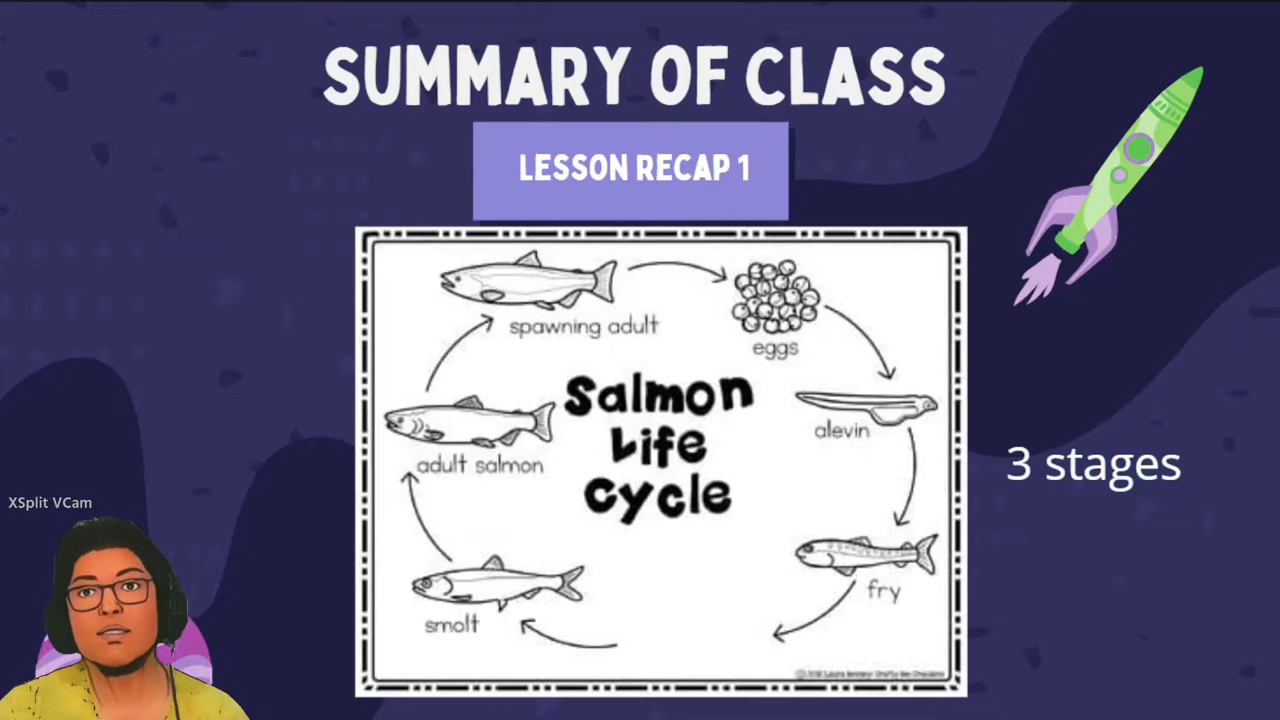 SUMMARY OF CLASS
LESSON RECAP 1
spawning adult
eggs
Salmon
Life
Cycle
alevin
adult salmon
3 stages
XSplit VCam
fry
smolt